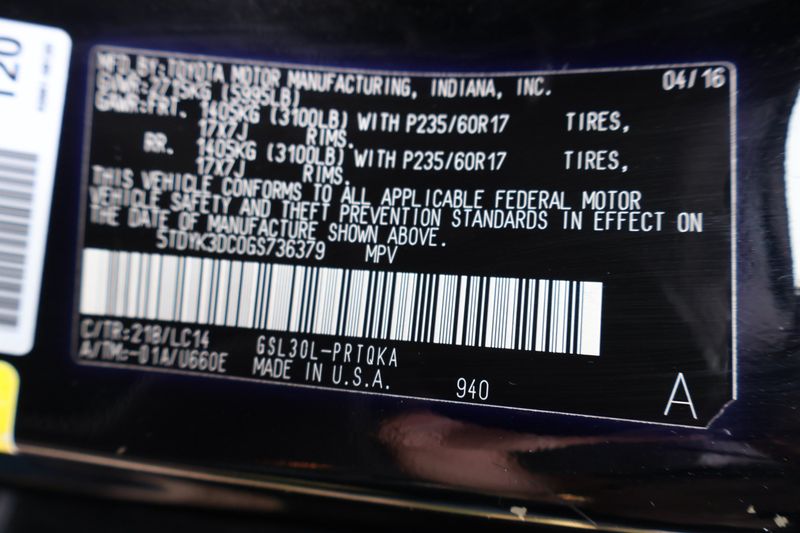 120
MFD.BY:TOYOTA MOTOR MANUFACTURING, INDIANA, INC. 04/16
GVWR: 2715KG (5995LB)
GAWR:FRT. 1405KG (3100LB) WITH P235/60R17 TIRES,
17X7J RIMS.
RR. 1405KG (3100LB) WITH P235/60R17 TIRES,
17X7J RIMS.
THIS VEHICLE CONFORMS TO ALL APPLICABLE FEDERAL MOTOR
VEHICLE SAFETY AND THEFT PREVENTION STANDARDS IN EFFECT ON
THE DATE OF MANUFACTURE SHOWN ABOVE.
5TDYK3DC0GS736379 MPV
C/TR:218/LC14 GSL30L-PRTQKA
A/TM:-01A/U660E MADE IN U.S.A. 940 A